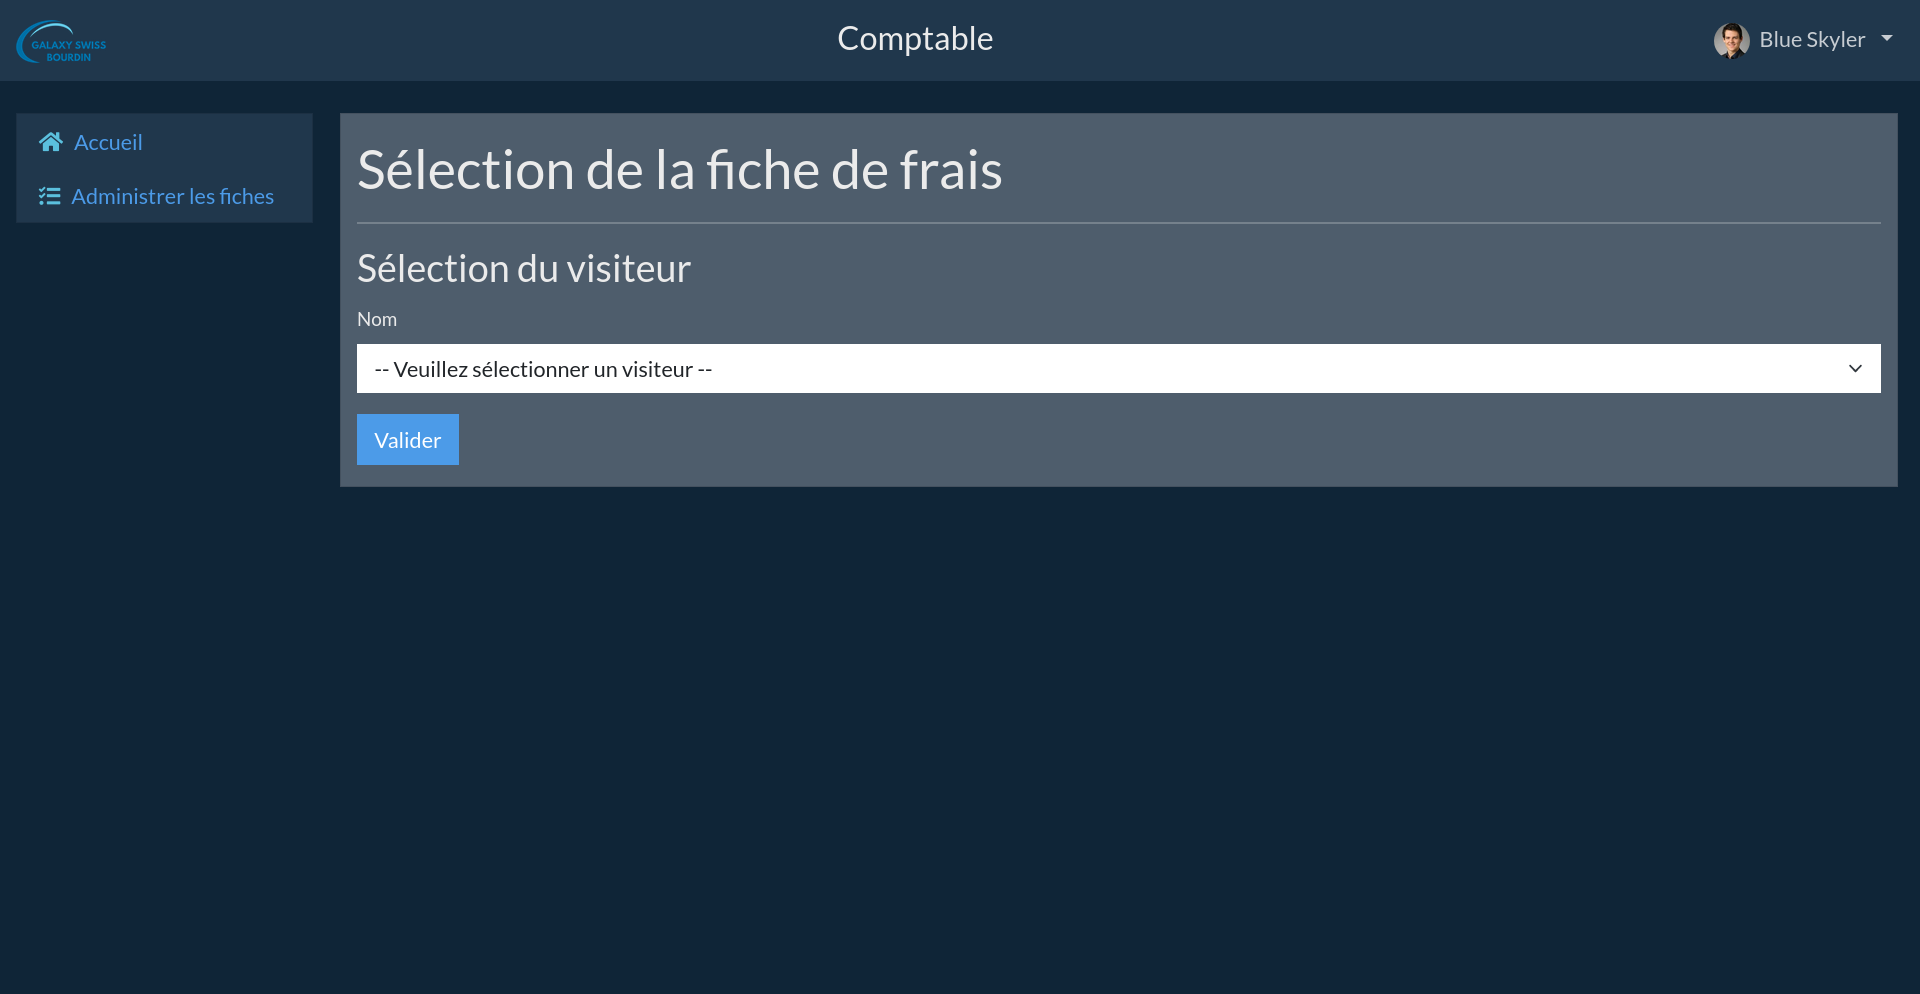 GALAXY SWISS
BOURDIN
Comptable
Blue Skyler
Accueil
Administrer les fiches
Sélection de la fiche de frais
Sélection du visiteur
Nom
-- Veuillez sélectionner un visiteur --
Valider